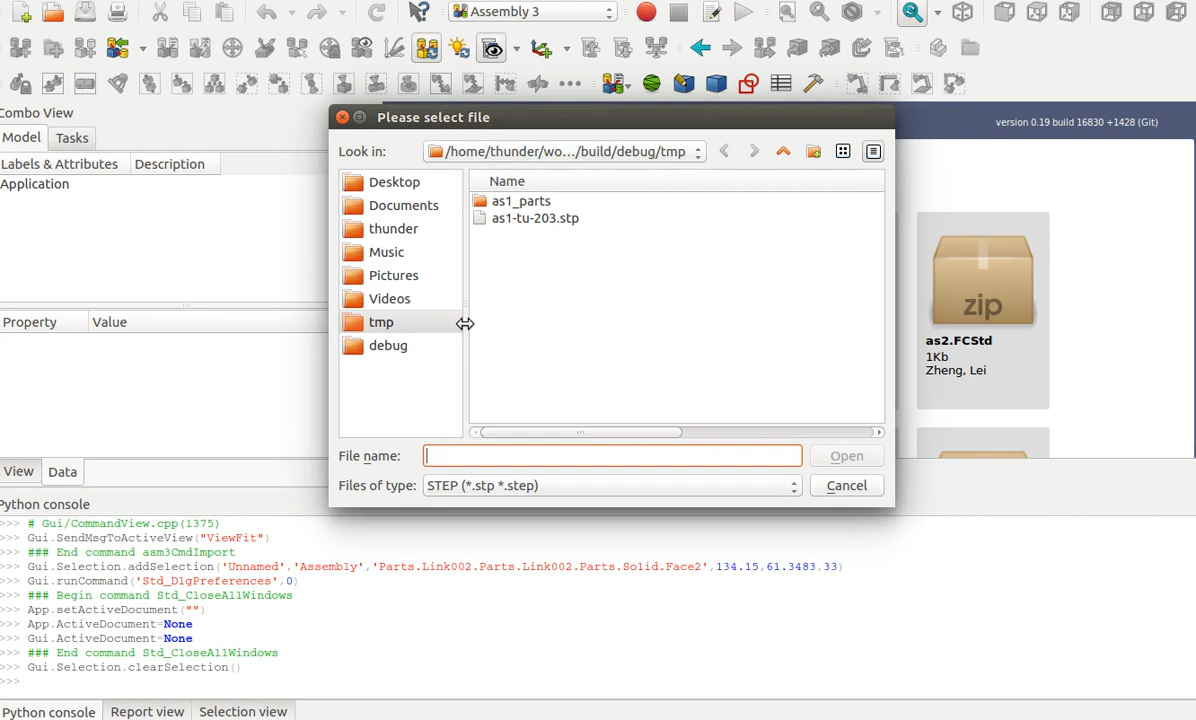 Assembly 3
Combo View
Model Tasks
Labels & Attributes Description
Application
Property Value
View Data
Please select file
Look in: /home/thunder/wo.../build/debug/tmp
Desktop
Documents
thunder
Music
Pictures
Videos
tmp
debug
Name
as1_parts
as1-tu-203.stp
File name: Open
Files of type: STEP (*.stp *.step) Cancel
version 0.19 build 16830 +1428 (Git)
zip
as2.FCStd
1Kb
Zheng, Lei
Python console
>>> # Gui/CommandView.cpp(1375)
>>> Gui.SendMsgToActiveView("ViewFit")
>>> ### End command asm3CmdImport
>>> Gui.Selection.addSelection('Unnamed','Assembly','Parts.Link002.Parts.Link002.Parts.Solid.Face2',134.15,61.3483,33)
>>> Gui.runCommand('Std_DlgPreferences',0)
>>> ### Begin command Std_CloseAllWindows
>>> App.setActiveDocument("")
>>> App.ActiveDocument=None
>>> Gui.ActiveDocument=None
>>> ### End command Std_CloseAllWindows
>>> Gui.Selection.clearSelection()
>>>
Python console Report view Selection view